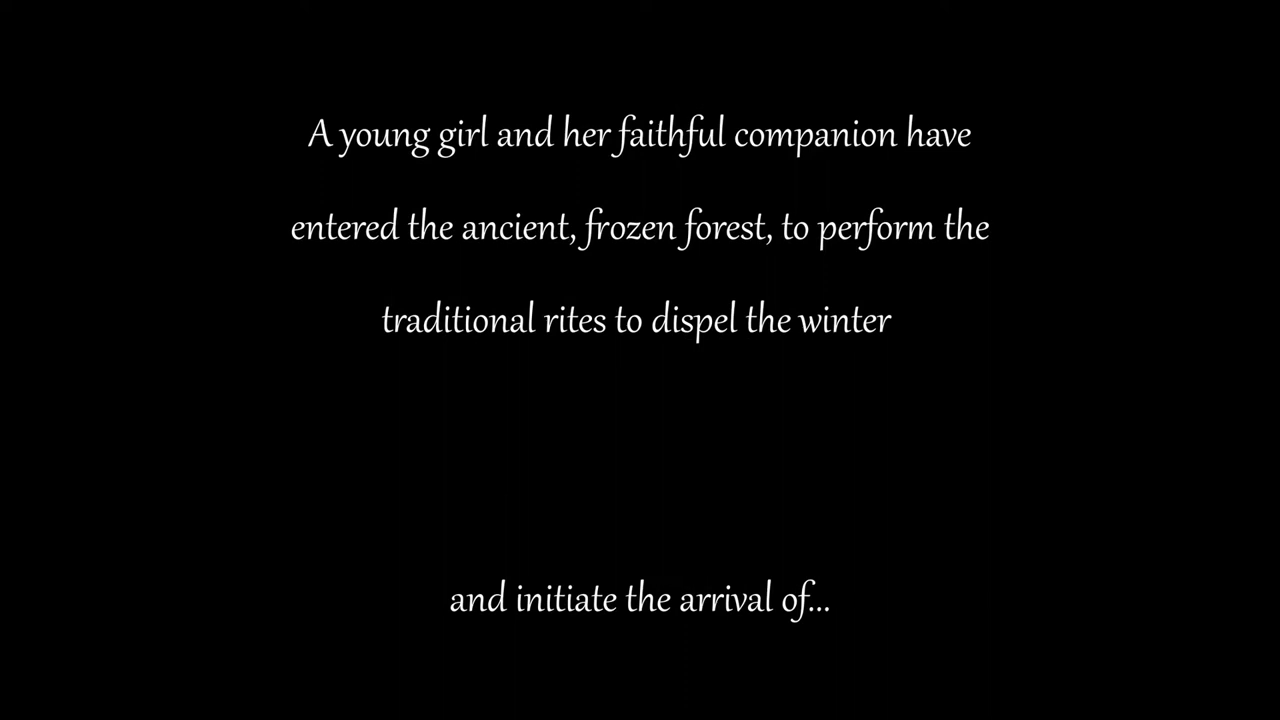 A young girl and her faithful companion have
entered the ancient, frozen forest, to perform the
traditional rites to dispel the winter
and initiate the arrival of...